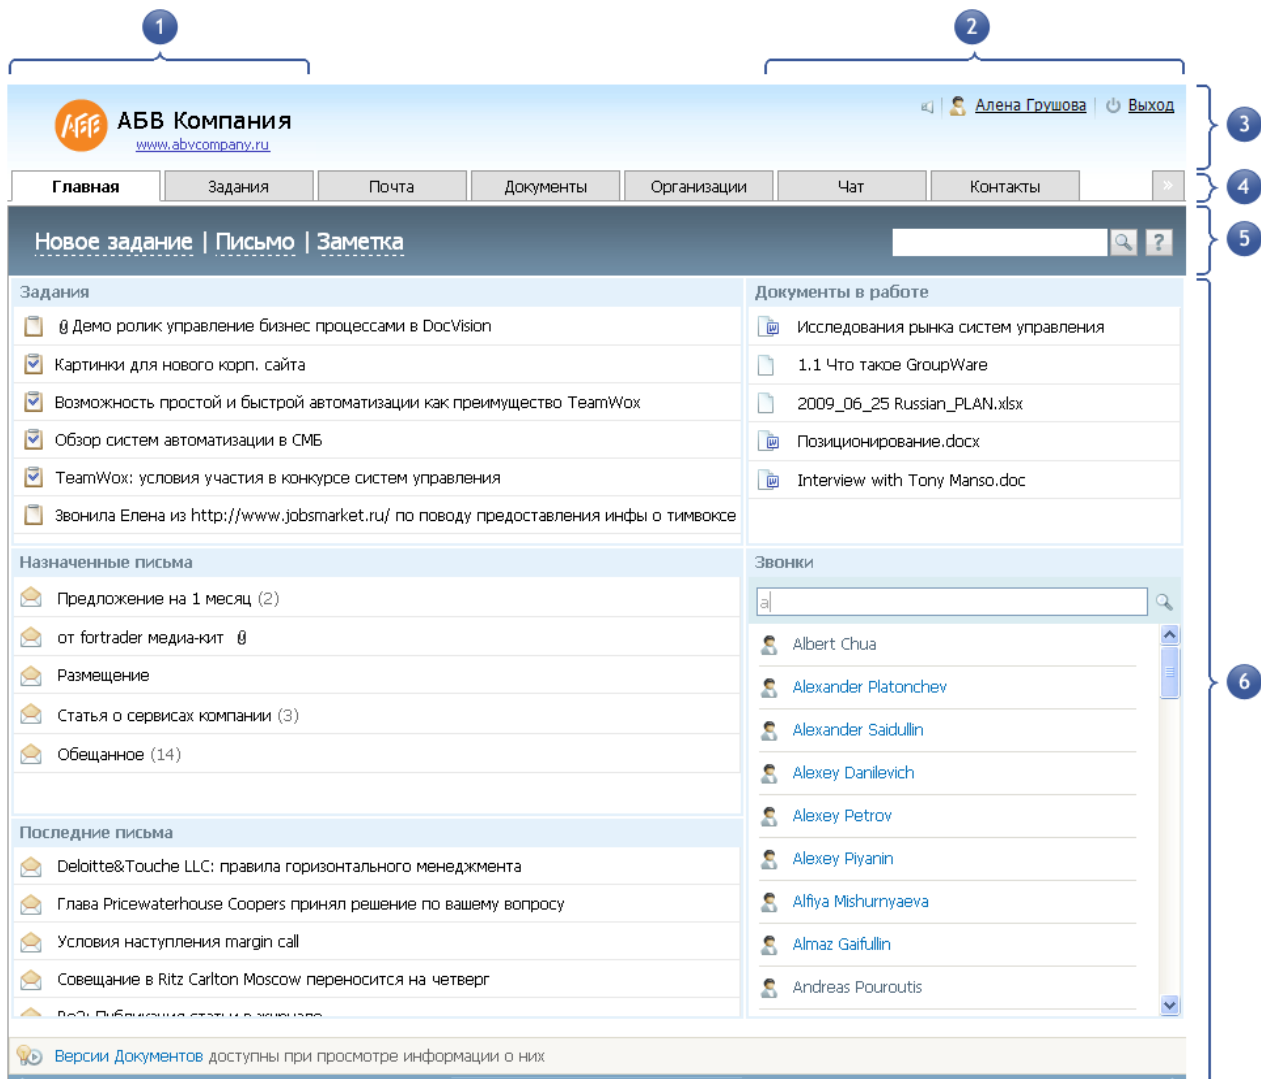 1
2
АБВ
АБВ Компания
www.abvcompany.ru
Алена Грушова | Выход
3
Главная Задания Почта Документы Организации Чат Контакты »
4
Новое задание | Письмо | Заметка
?
5
Задания
Демо ролик управление бизнес процессами в DocVision
Картинки для нового корп. сайта
Возможность простой и быстрой автоматизации как преимущество TeamWox
Обзор систем автоматизации в СМБ
TeamWox: условия участия в конкурсе систем управления
Звонила Елена из http://www.jobsmarket.ru/ по поводу предоставления инфы о тимвоксе
Документы в работе
Исследования рынка систем управления
1.1 Что такое GroupWare
2009_06_25 Russian_PLAN.xlsx
Позиционирование.docx
Interview with Tony Manso.doc
Назначенные письма
Предложение на 1 месяц (2)
от fortrader медиа-кит
Размещение
Статья о сервисах компании (3)
Обещанное (14)
Звонки
a
Albert Chua
Alexander Platonchev
Alexander Saidullin
Alexey Danilevich
Alexey Petrov
Alexey Piyanin
Alfiya Mishurnyaeva
Almaz Gaifullin
Andreas Pouroutis
6
Последние письма
Deloitte&Touche LLC: правила горизонтального менеджмента
Глава Pricewaterhouse Coopers принял решение по вашему вопросу
Условия наступления margin call
Совещание в Ritz Carlton Moscow переносится на четверг
Версии Документов доступны при просмотре информации о них